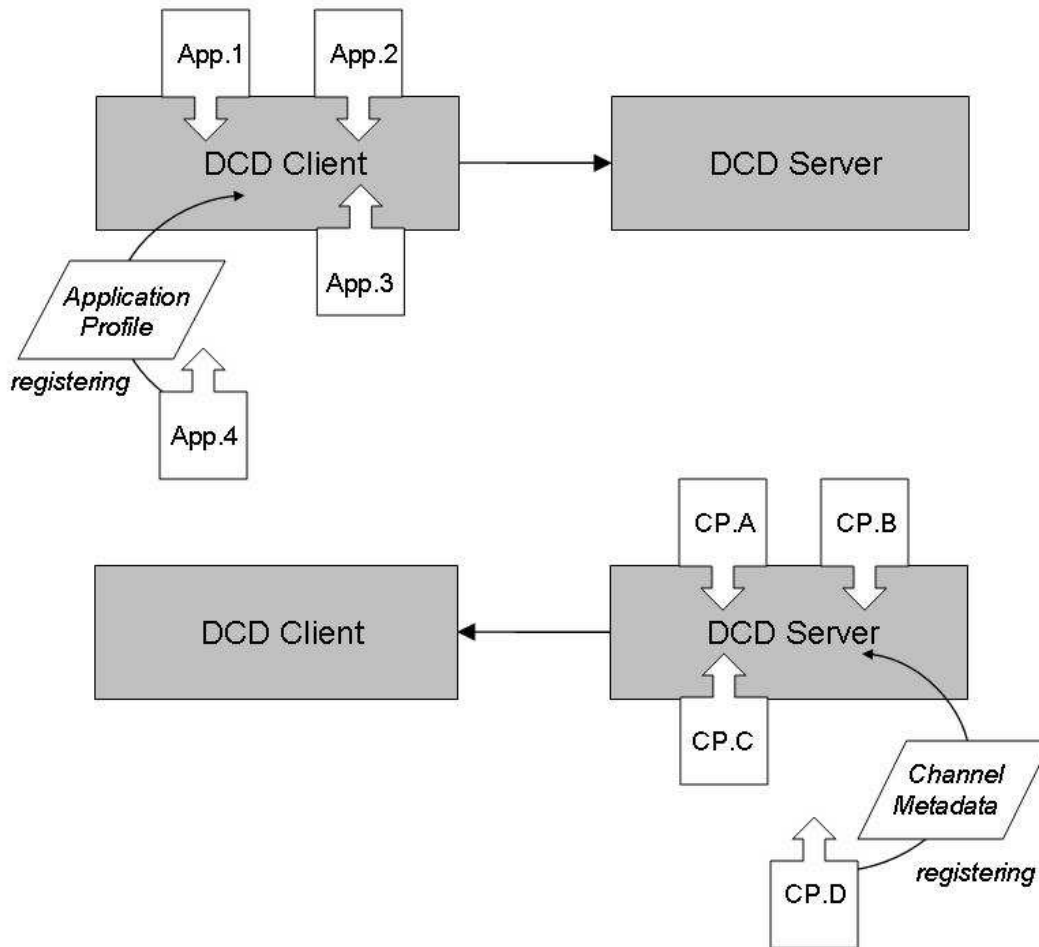 App.1
App.2
DCD Client
DCD Server
App.3
Application
Profile
registering
App.4
CP.A
CP.B
DCD Client
DCD Server
CP.C
Channel
Metadata
registering
CP.D